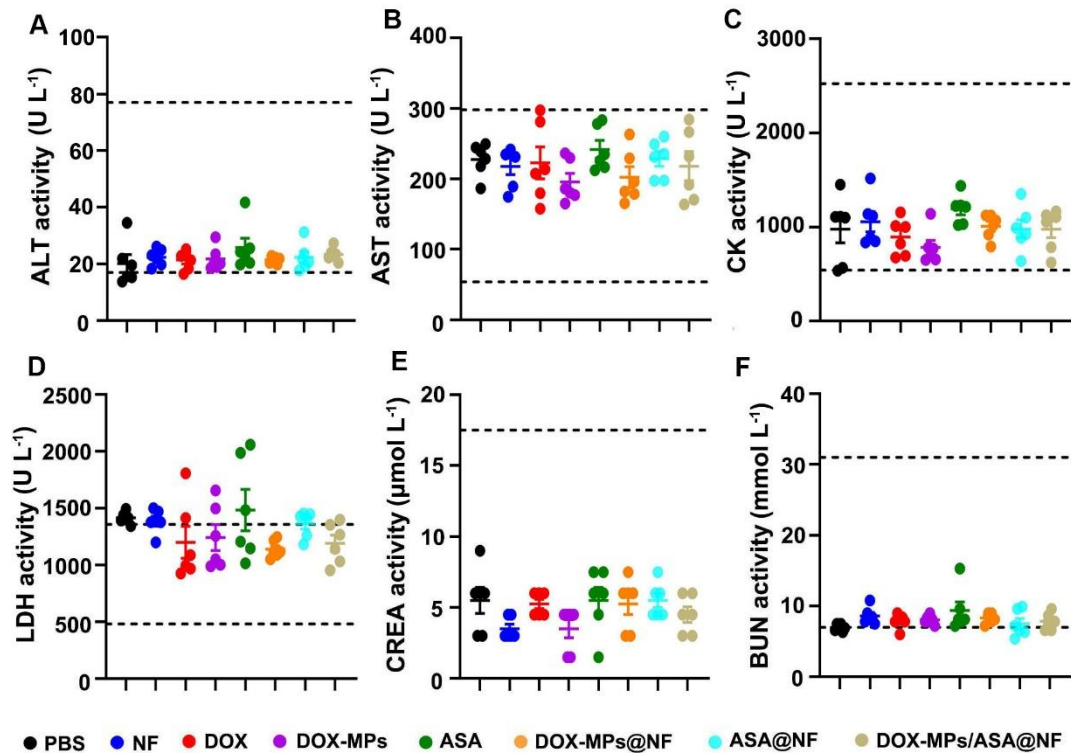 A
ALT activity (U L⁻¹)
100
80
60
40
20
0
B
AST activity (U L⁻¹)
400
300
200
100
0
C
CK activity (U L⁻¹)
3000
2000
1000
0
D
LDH activity (U L⁻¹)
2500
2000
1500
1000
500
0
E
CREA activity (µmol L⁻¹)
20
15
10
5
0
F
BUN activity (mmol L⁻¹)
40
30
20
10
0
PBS NF DOX DOX-MPs ASA DOX-MPs@NF ASA@NF DOX-MPs/ASA@NF